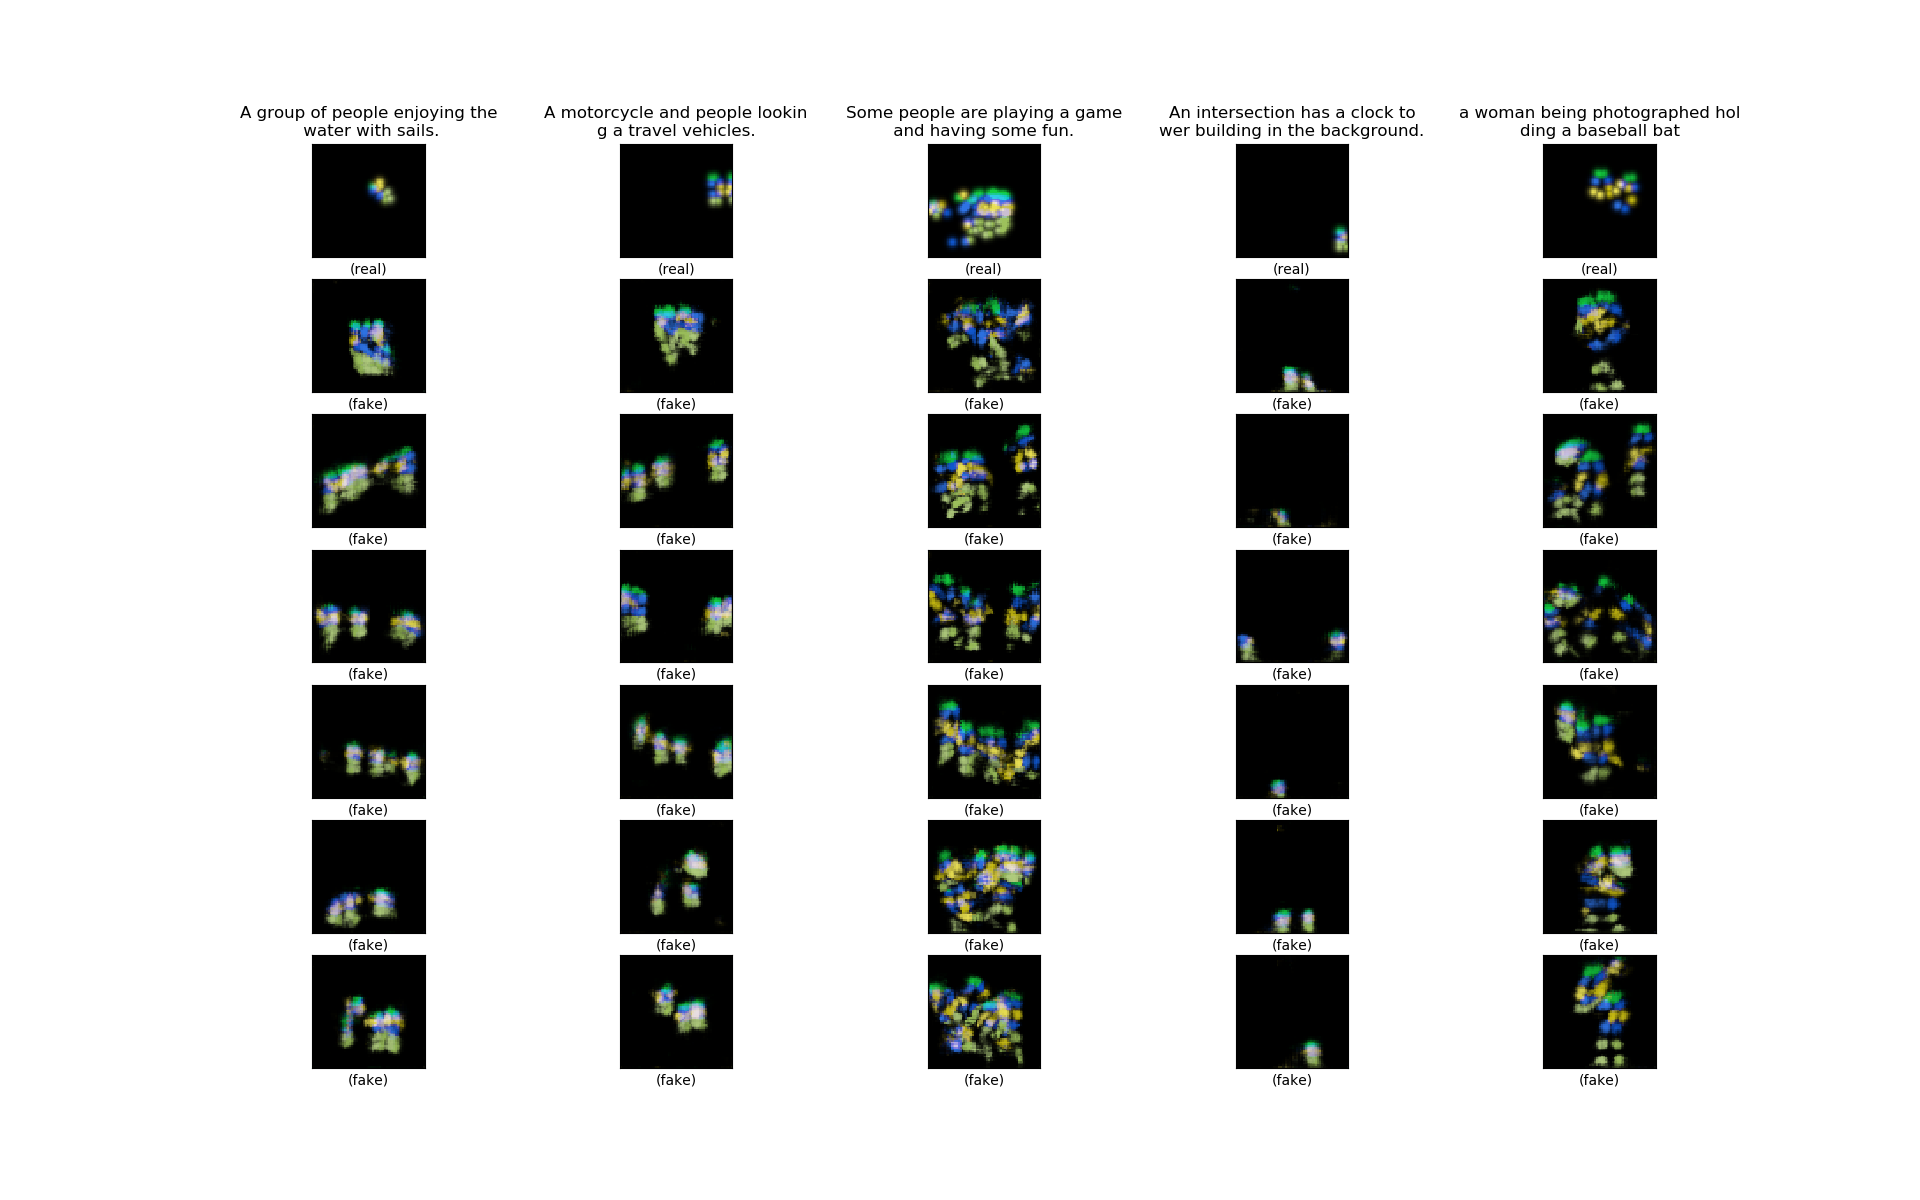 A group of people enjoying the
water with sails.
A motorcycle and people lookin
g a travel vehicles.
Some people are playing a game
and having some fun.
An intersection has a clock to
wer building in the background.
a woman being photographed hol
ding a baseball bat
(real) (real) (real) (real) (real)
(fake) (fake) (fake) (fake) (fake)
(fake) (fake) (fake) (fake) (fake)
(fake) (fake) (fake) (fake) (fake)
(fake) (fake) (fake) (fake) (fake)
(fake) (fake) (fake) (fake) (fake)
(fake) (fake) (fake) (fake) (fake)